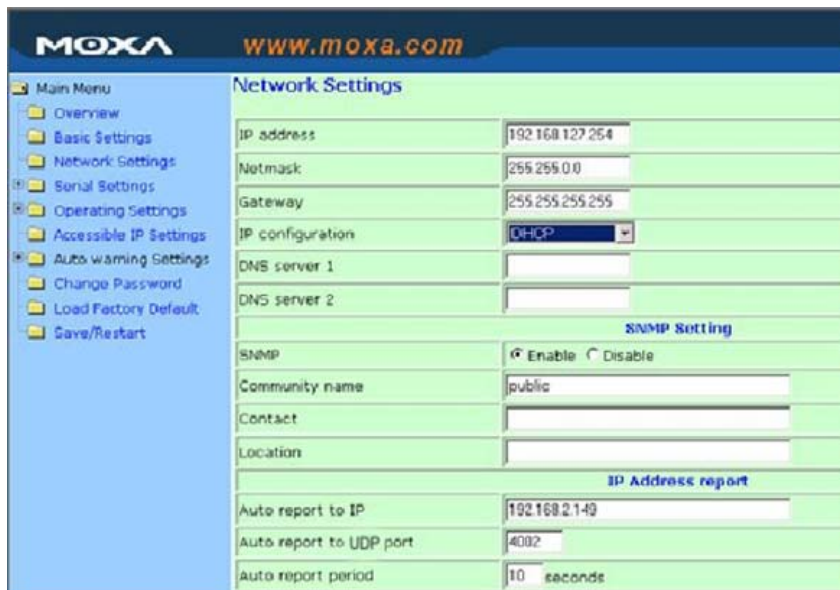 MOXA www.moxa.com
Main Menu
Overview
Basic Settings
Network Settings
Serial Settings
Operating Settings
Accessible IP Settings
Auto warning Settings
Change Password
Load Factory Default
Save/Restart
Network Settings
IP address 192.168.127.254
Netmask 255.255.0.0
Gateway 255.255.255.255
IP configuration DHCP
DNS server 1
DNS server 2
SNMP Setting
SNMP Enable Disable
Community name public
Contact
Location
IP Address report
Auto report to IP 192.168.2.149
Auto report to UDP port 4002
Auto report period 10 seconds